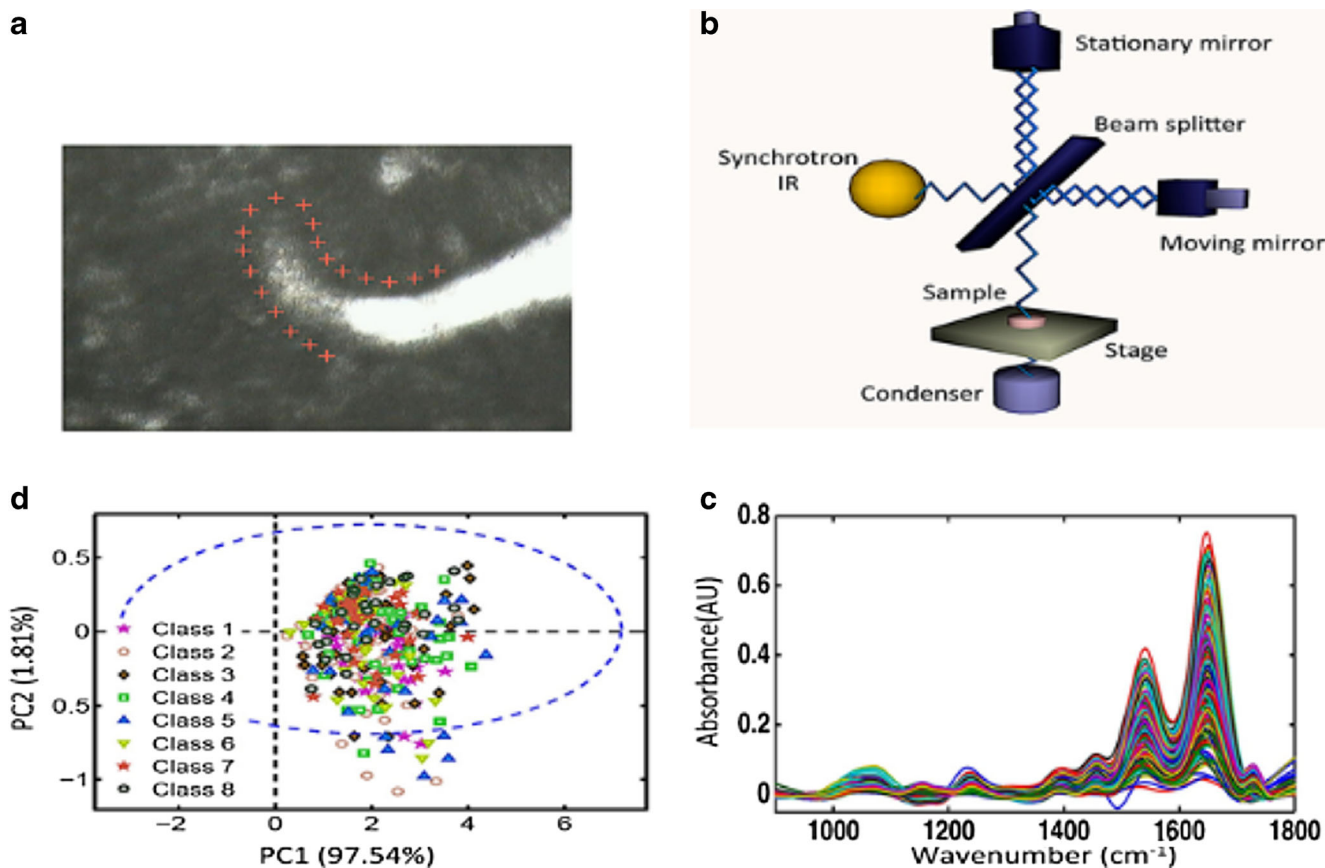 a
b
Stationary mirror
Beam splitter
Synchrotron
IR
Moving mirror
Sample
Stage
Condenser
d
PC2 (1.81%)
0.5
0
0.5
−1
Class 1
Class 2
Class 3
Class 4
Class 5
Class 6
Class 7
Class 8
−2
0
2
4
6
PC1 (97.54%)
c
Absorbance(AU)
0.8
0.6
0.4
0.2
0
1000
1200
1400
1600
1800
Wavenumber (cm-1)